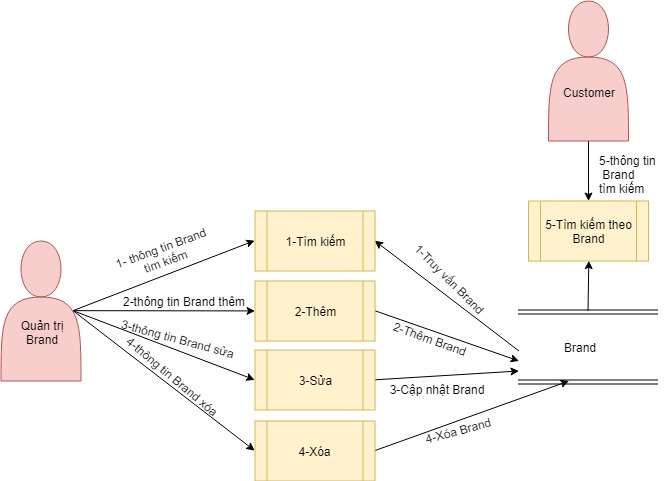 Customer
5-thông tin
Brand
tìm kiếm
5-Tìm kiếm theo
Brand
1- thông tin Brand
tìm kiếm
1-Tìm kiếm
1-Truy vấn Brand
Quản trị
Brand
2-thông tin Brand thêm
2-Thêm
2-Thêm Brand
Brand
3-thông tin Brand sửa
3-Sửa
3-Cập nhật Brand
4-thông tin Brand xóa
4-Xóa
4-Xóa Brand